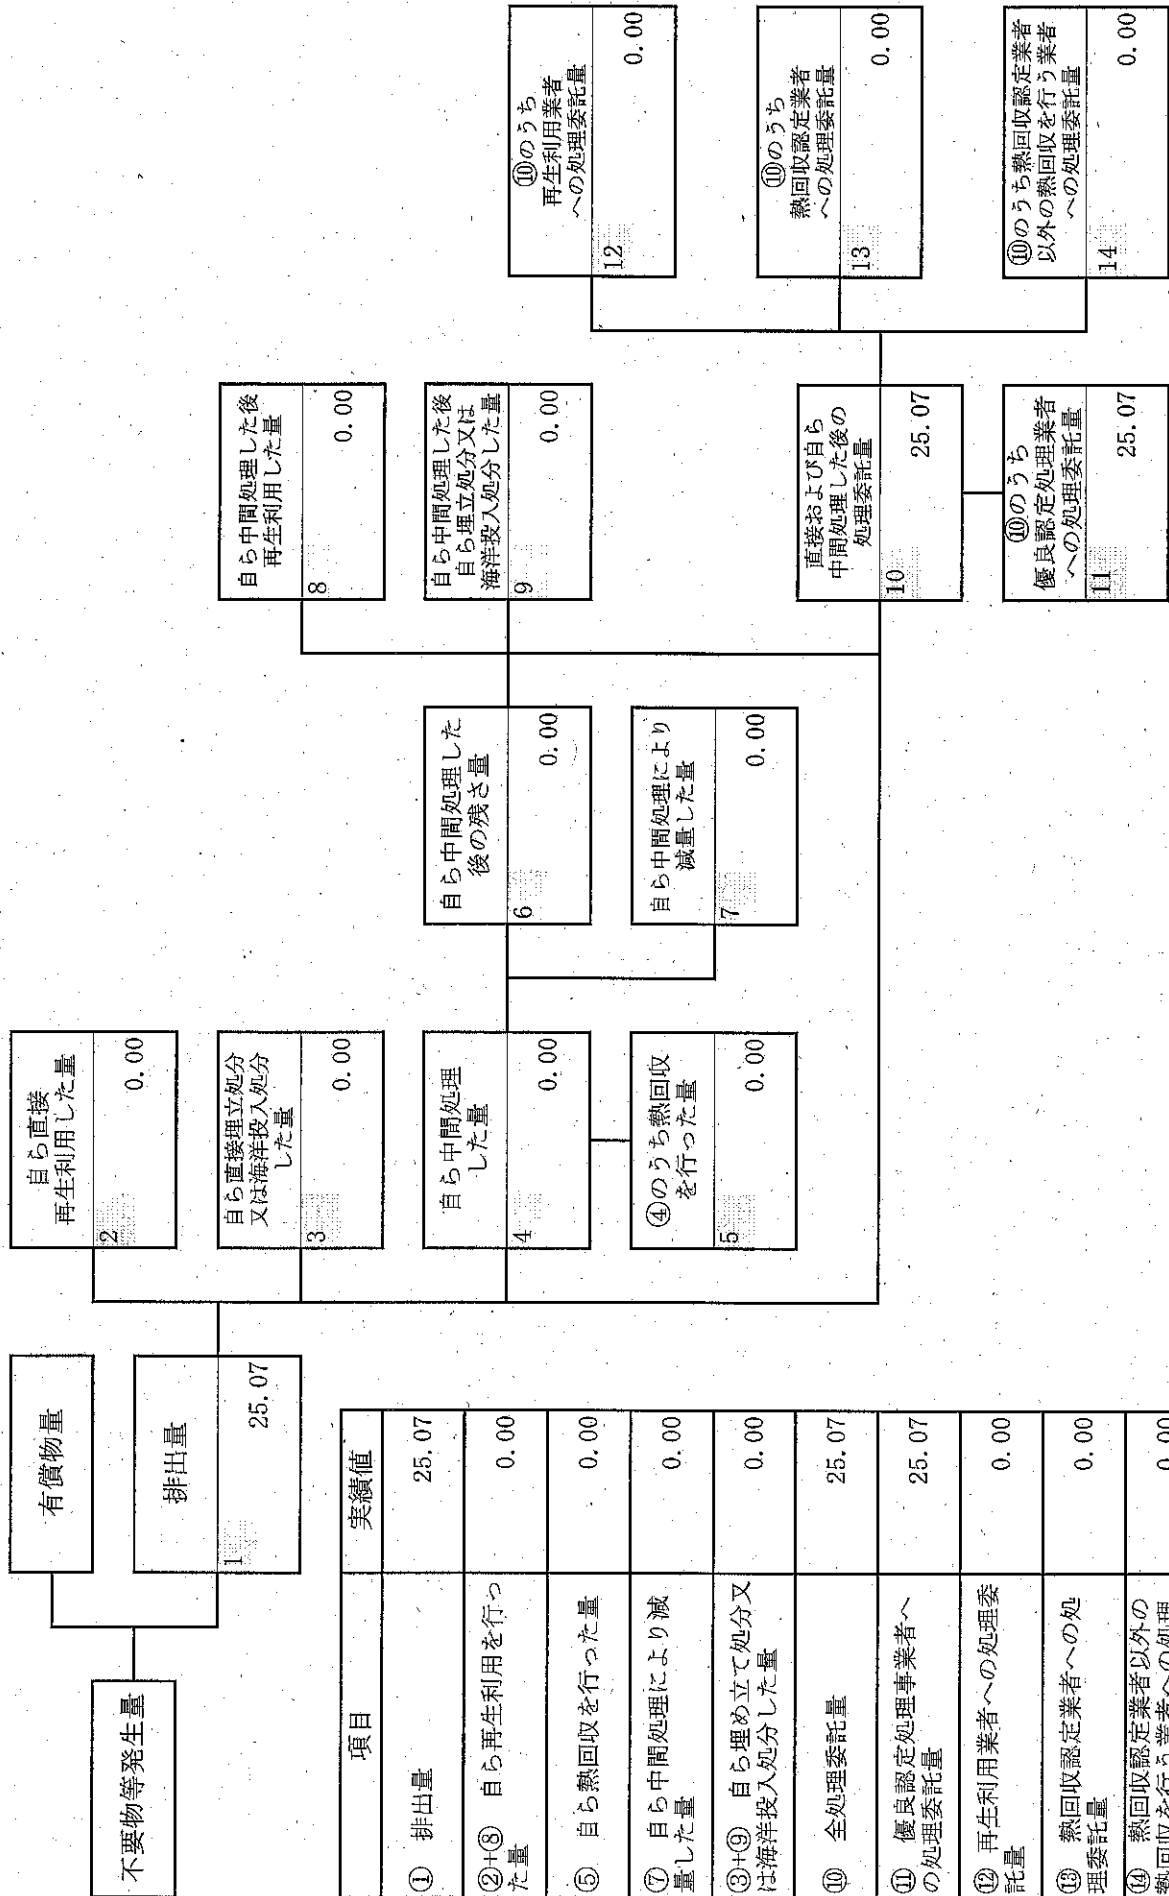 不要物等発生量
有償物量
排出量
1
25.07
自ら直接
再生利用した量
2
0.00
自ら直接埋立処分
又は海洋投入処分
した量
3
0.00
自ら中間処理
した量
4
0.00
④のうち熱回収
を行った量
5
0.00
自ら中間処理した
後の残さ量
6
0.00
自ら中間処理により
減量した量
7
0.00
自ら中間処理した後
再生利用した量
8
0.00
自ら中間処理した後
自ら埋立処分又は
海洋投入処分した量
9
0.00
直接および自ら
中間処理した後の
処理委託量
10
25.07
⑩のうち
優良認定処理業者
への処理委託量
11
25.07
⑩のうち
再生利用業者
への処理委託量
12
0.00
⑩のうち
熱回収認定業者
への処理委託量
13
0.00
⑩のうち熱回収認定業者
以外の熱回収を行う業者
への処理委託量
14
0.00
項目 実績値
① 排出量 25.07
②+⑧ 自ら再生利用を行っ
た量 0.00
⑤ 自ら熱回収を行った量 0.00
⑦ 自ら中間処理により減
量した量 0.00
③+⑨ 自ら埋め立て処分又
は海洋投入処分した量 0.00
⑩ 全処理委託量 25.07
⑪ 優良認定処理事業者へ
の処理委託量 25.07
⑫ 再生利用業者への処理委
託量 0.00
⑬ 熱回収認定業者への処
理委託量 0.00
⑭ 熱回収認定業者以外の
熱回収を行う業者への処理 0.00